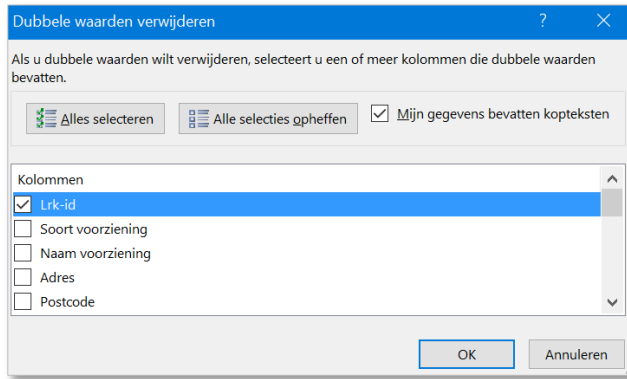 Dubbele waarden verwijderen
Als u dubbele waarden wilt verwijderen, selecteert u een of meer kolommen die dubbele waarden
bevatten.
Alles selecteren
Alle selecties opheffen
Mijn gegevens bevatten kopteksten
Kolommen
Lrk-id
Soort voorziening
Naam voorziening
Adres
Postcode
OK
Annuleren